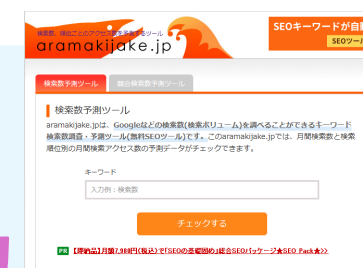 検索数、順位ごとのアクセス数を予測するツール
aramakijake.jp
SEOキーワードが自動
SEOツール
検索数予測ツール
競合検索数予測ツール
検索数予測ツール
aramakijake.jpは、Googleなどの検索数(検索ボリューム)を調べることができるキーワード
検索数調査・予測ツール(無料SEOツール)です。このaramakijake.jpでは、月間検索数と検索
順位別の月間検索アクセス数の予測データがチェックできます。
キーワード
入力例：検索数
チェックする
PR 【即納品】月額7,980円(税込)で「SEOの基礎固め」総合SEOパッケージ★SEO Pack★>>